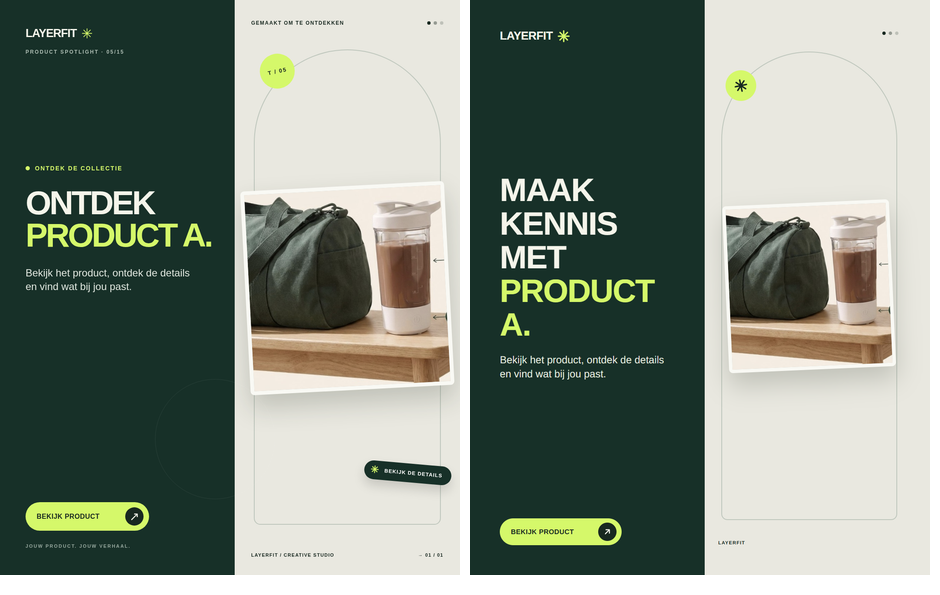 LAYERFIT
PRODUCT SPOTLIGHT · 05/15
ONTDEK DE COLLECTIE
ONTDEK
PRODUCT A.
Bekijk het product, ontdek de details
en vind wat bij jou past.
BEKIJK PRODUCT
JOUW PRODUCT. JOUW VERHAAL.
GEMAAKT OM TE ONTDEKKEN
T / 05
BEKIJK DE DETAILS
LAYERFIT / CREATIVE STUDIO
— 01 / 01
LAYERFIT
MAAK
KENNIS
MET
PRODUCT
A.
Bekijk het product, ontdek de details
en vind wat bij jou past.
BEKIJK PRODUCT
LAYERFIT